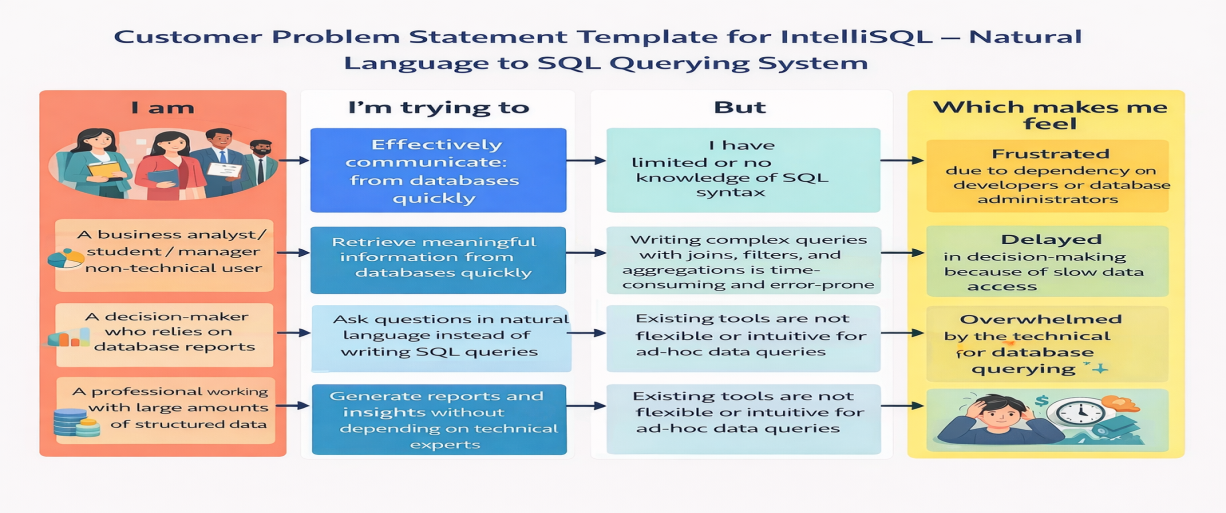 Customer Problem Statement Template for IntelliSQL – Natural
Language to SQL Querying System
I am
I'm trying to
But
Which makes me
feel
Effectively
communicate:
from databases
quickly
I have
limited or no
knowledge of SQL
syntax
Frustrated
due to dependency on
developers or database
administrators
A business analyst/
student / manager
non-technical user
Retrieve meaningful
information from
databases quickly
Writing complex queries
with joins, filters, and
aggregations is time-
consuming and error-prone
Delayed
in decision-making
because of slow data
access
A decision-maker
who relies on
database reports
Ask questions in natural
language instead of
writing SQL queries
Existing tools are not
flexible or intuitive for
ad-hoc data queries
Overwhelmed
by the technical
for database
querying
A professional working
with large amounts
of structured data
Generate reports and
insights without
depending on technical
experts
Existing tools are not
flexible or intuitive for
ad-hoc data queries
$